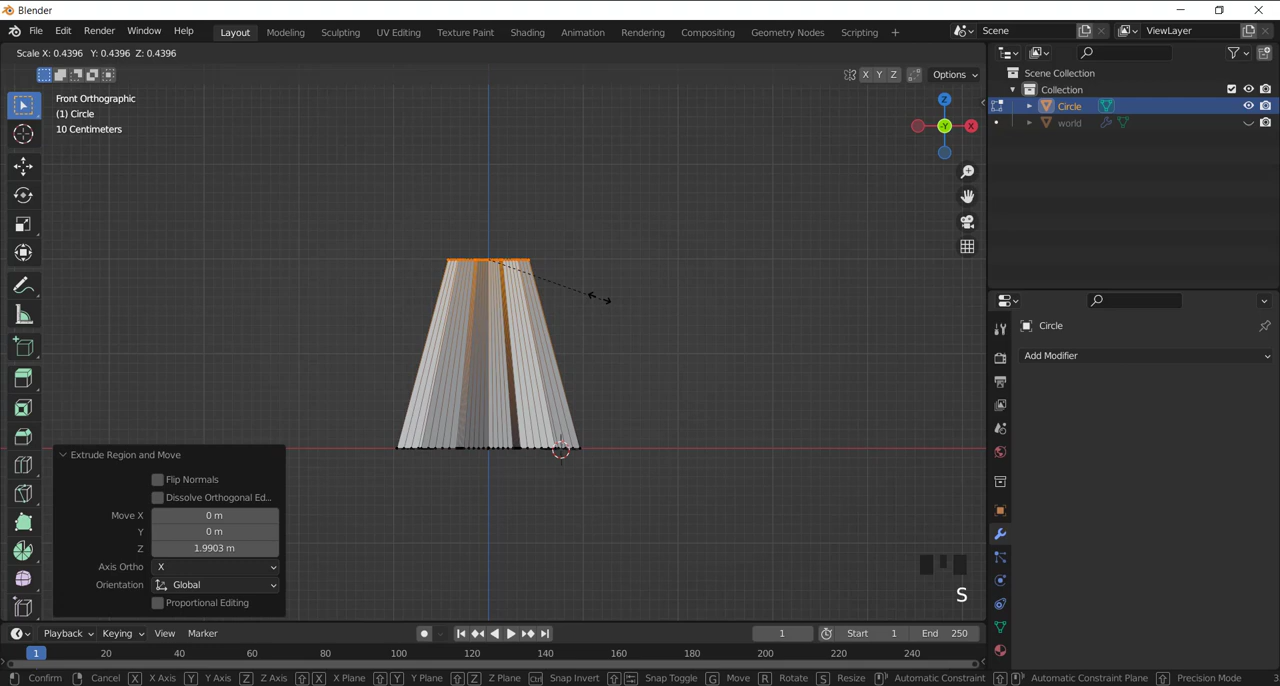 Blender
File Edit Render Window Help Layout Modeling Sculpting UV Editing Texture Paint Shading Animation Rendering Compositing Geometry Nodes Scripting + Scene ViewLayer
Scale X: 0.4396 Y: 0.4396 Z: 0.4396
X Y Z Options
Front Orthographic
(1) Circle
10 Centimeters
Z
-Y
X
Scene Collection
Collection
Circle
world
Circle
Add Modifier
Extrude Region and Move
Flip Normals
Dissolve Orthogonal Ed...
Move X 0 m
Y 0 m
Z 1.9903 m
Axis Ortho X
Orientation Global
Proportional Editing
S
Playback Keying View Marker 1 Start 1 End 250
1 20 40 60 80 100 120 140 160 180 200 220 240
Confirm Cancel X X Axis Y Y Axis Z Z Axis X X Plane Y Y Plane Z Z Plane Ctrl Snap Invert Snap Toggle G Move R Rotate S Resize Automatic Constraint Automatic Constraint Plane Precision Mode 3